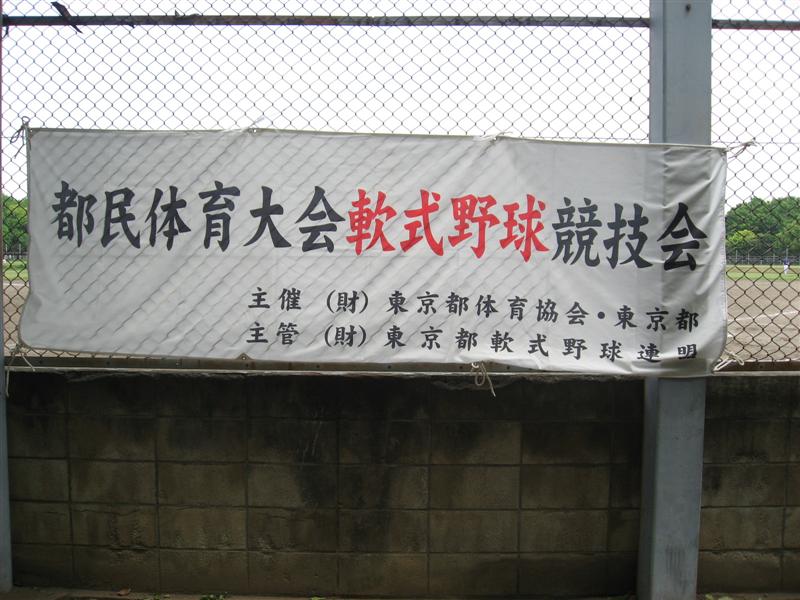 都民体育大会軟式野球競技会
主催 (財) 東京都体育協会・東京都
主管 (財) 東京都軟式野球連盟